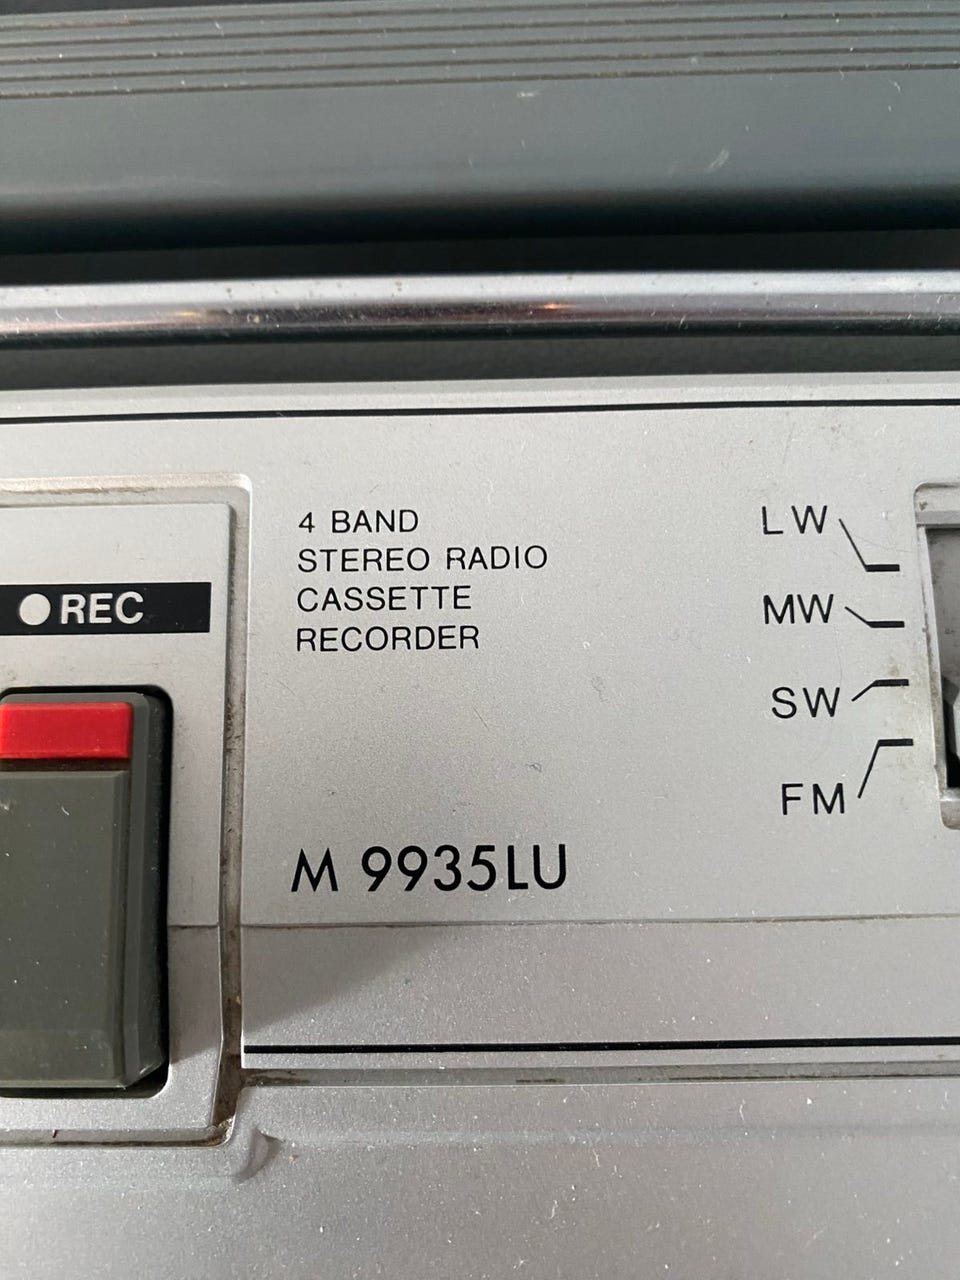 4 BAND
STEREO RADIO
CASSETTE
RECORDER
REC
LW
MW
SW
FM
M 9935LU